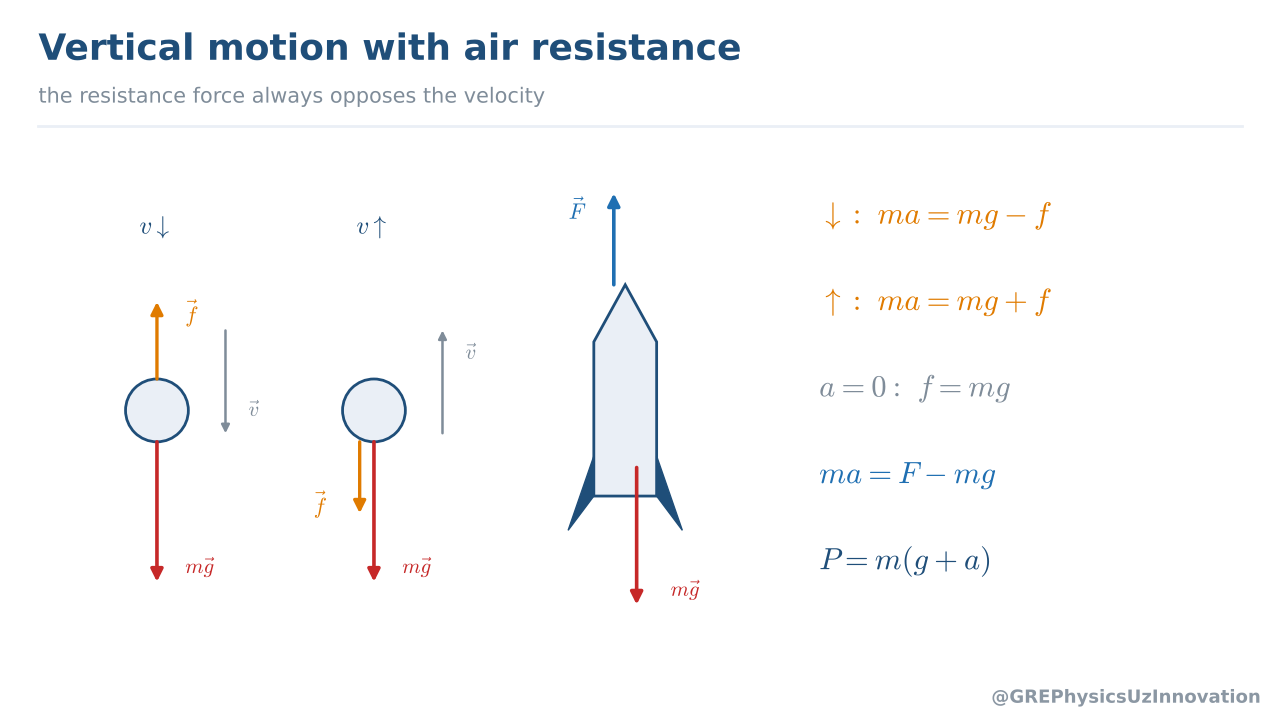 Vertical motion with air resistance
the resistance force always opposes the velocity
v↓
v↑
F⃗
f⃗
v⃗
v⃗
f⃗
mg⃗
mg⃗
mg⃗
↓ : ma = mg − f
↑ : ma = mg + f
a = 0 : f = mg
ma = F − mg
P = m(g + a)
@GREPhysicsUzInnovation